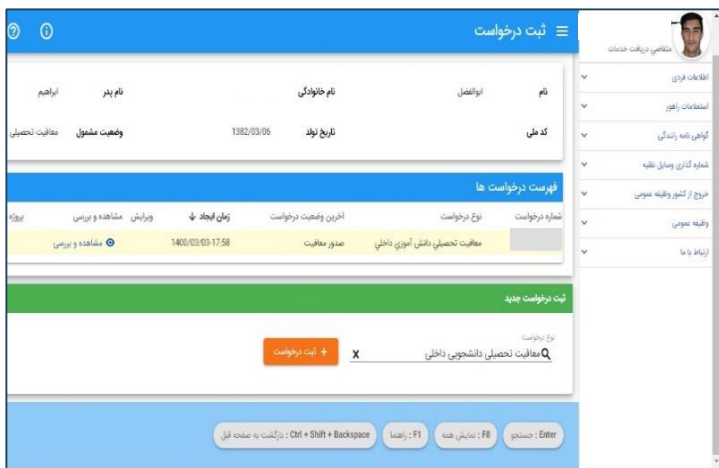 ثبت درخواست
متقاضی دریافت خدمات
اطلاعات فردی
استعلامات راهور
گواهی نامه رانندگی
شماره گذاری وسایل نقلیه
خروج از کشور وظیفه عمومی
وظیفه عمومی
ارتباط با ما
نام ابوالفضل نام خانوادگی نام پدر ابراهیم
کد ملی تاریخ تولد 1382/03/06 وضعیت مشمول معافیت تحصیلی
فهرست درخواست ها
شماره درخواست نوع درخواست آخرین وضعیت درخواست زمان ایجاد ↓ ویرایش مشاهده و بررسی پروژه
معافیت تحصیلی دانش آموزی داخلی صدور معافیت 1400/03/03-17:58 مشاهده و بررسی
ثبت درخواست جدید
نوع درخواست
معافیت تحصیلی دانشجویی داخلی X + ثبت درخواست
Enter : جستجو F8 : نمایش همه F1 : راهنما Ctrl + Shift + Backspace : بازگشت به صفحه قبل